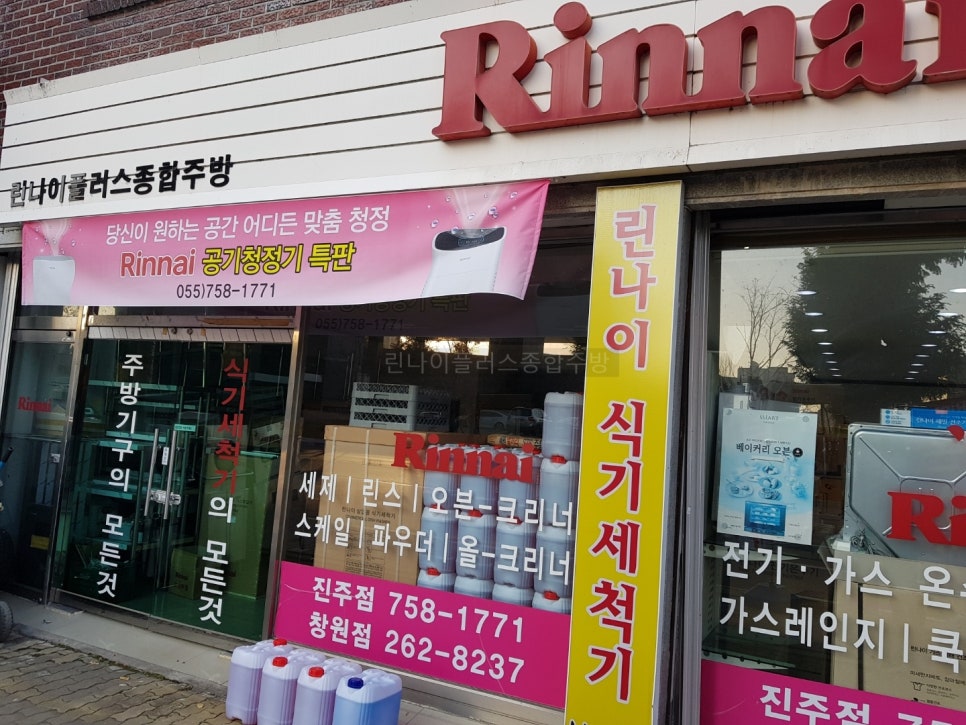 Rinnai
린나이플러스종합주방
당신이 원하는 공간 어디든 맞춤 청정
Rinnai 공기청정기 특판
055)758-1771
055)758-1771
린나이플러스종합주방
Rinnai
주방기구의 모든것
식기세척기의 모든것
Rinnai
세제 | 린스 | 오븐-크리너
스케일 | 파우더 | 올-크리너
진주점 758-1771
창원점 262-8237
린나이 식기세척기
베이커리 오븐
Ri
전기 · 가스 온
가스레인지 | 쿡
진주점 7